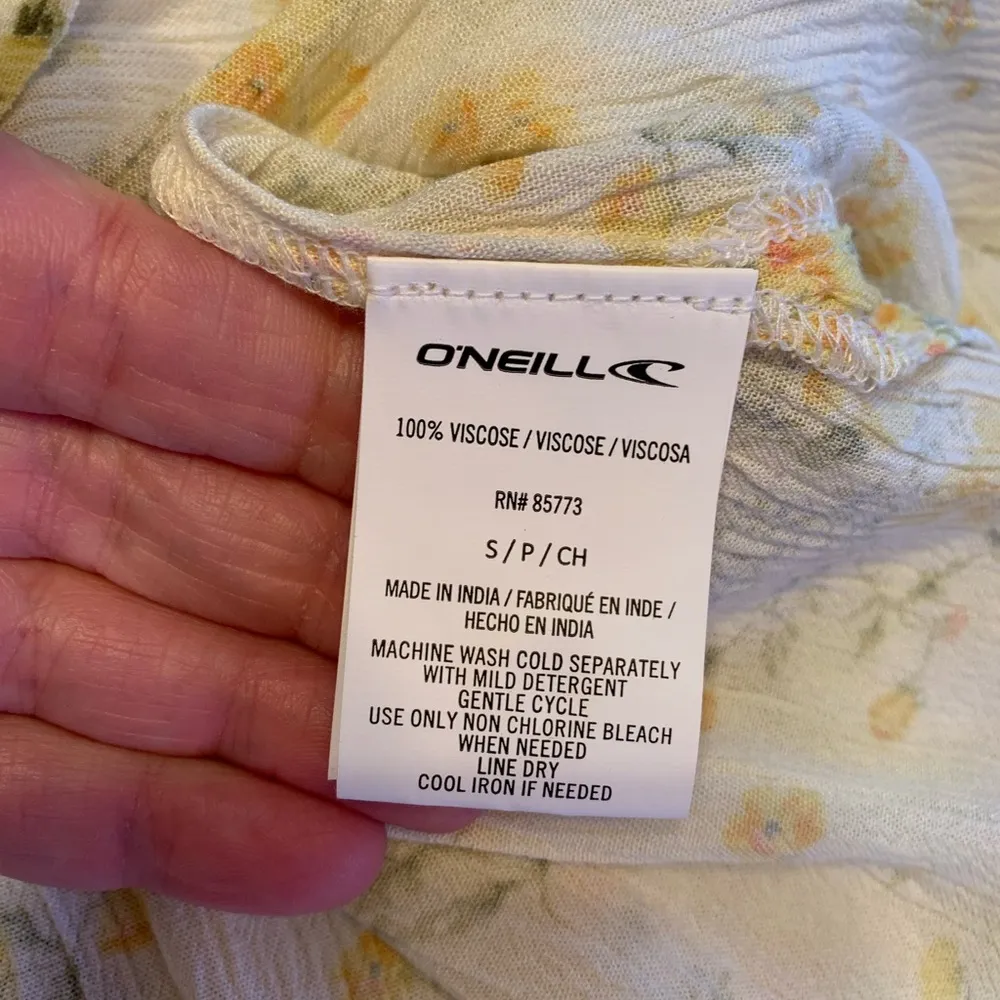 O'NEILL
100% VISCOSE / VISCOSE / VISCOSA
RN# 85773
S / P / CH
MADE IN INDIA / FABRIQUÉ EN INDE /
HECHO EN INDIA
MACHINE WASH COLD SEPARATELY
WITH MILD DETERGENT
GENTLE CYCLE
USE ONLY NON CHLORINE BLEACH
WHEN NEEDED
LINE DRY
COOL IRON IF NEEDED